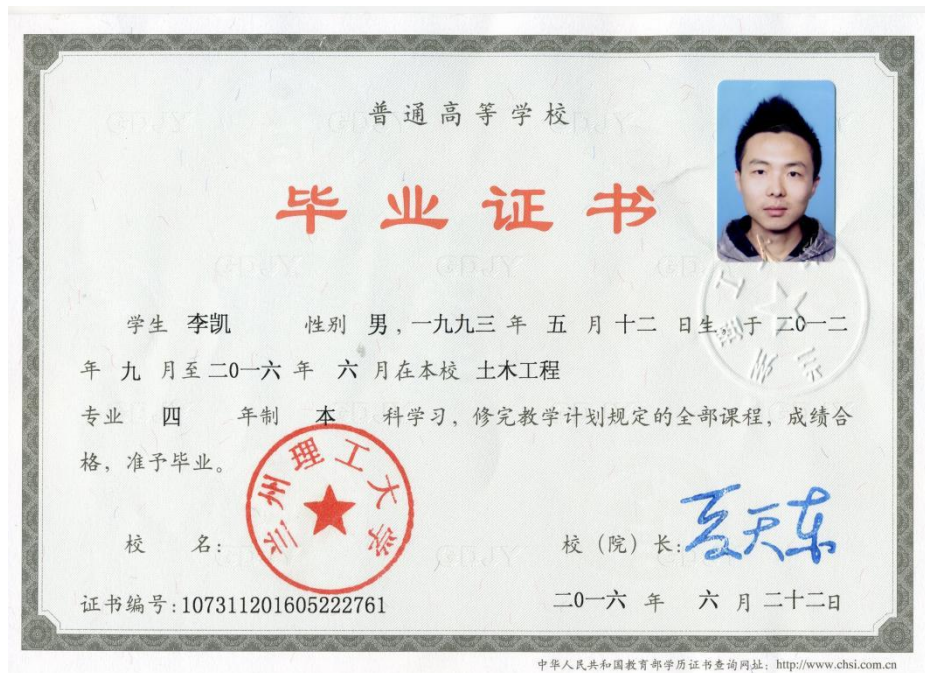 普通高等学校
毕业证书
学生 李凯 性别 男，一九九三 年 五 月 十二 日生，于 二0一二
年 九 月至 二0一六 年 六 月在本校 土木工程
专业 四 年制 本 科学习，修完教学计划规定的全部课程，成绩合
格，准予毕业。
兰州理工大学
校 名：
校（院）长：夏天东
证书编号：107311201605222761
二0一六 年 六 月 二十二日
中华人民共和国教育部学历证书查询网址：http://www.chsi.com.cn